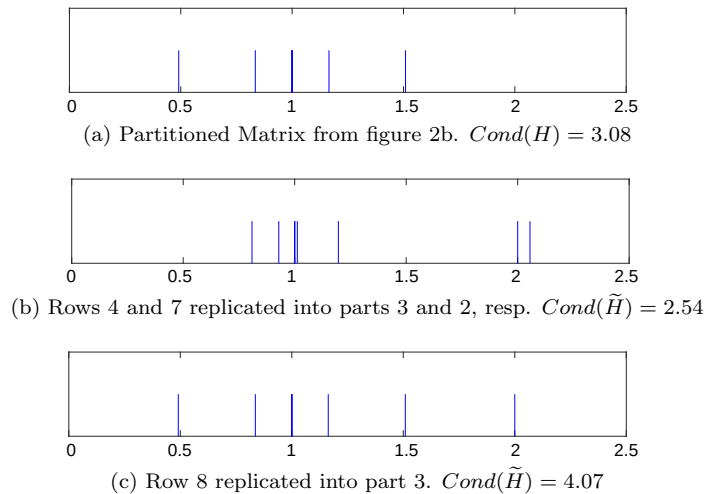 0 0.5 1 1.5 2 2.5
(a) Partitioned Matrix from figure 2b. Cond(H) = 3.08
0 0.5 1 1.5 2 2.5
(b) Rows 4 and 7 replicated into parts 3 and 2, resp. Cond(H̃) = 2.54
0 0.5 1 1.5 2 2.5
(c) Row 8 replicated into part 3. Cond(H̃) = 4.07